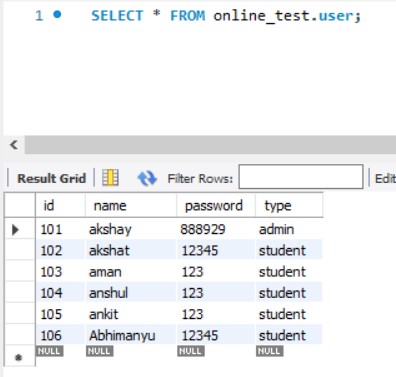 1 SELECT * FROM online_test.user;
Result Grid Filter Rows: Edit
id name password type
101 akshay 888929 admin
102 akshat 12345 student
103 aman 123 student
104 anshul 123 student
105 ankit 123 student
106 Abhimanyu 12345 student
NULL NULL NULL NULL